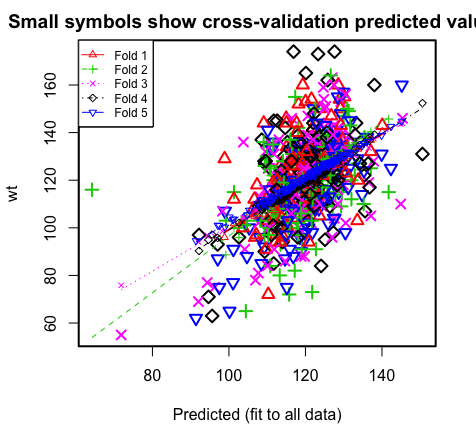 Small symbols show cross-validation predicted valu
Fold 1
Fold 2
Fold 3
Fold 4
Fold 5
wt
160
140
120
100
80
60
80
100
120
140
Predicted (fit to all data)